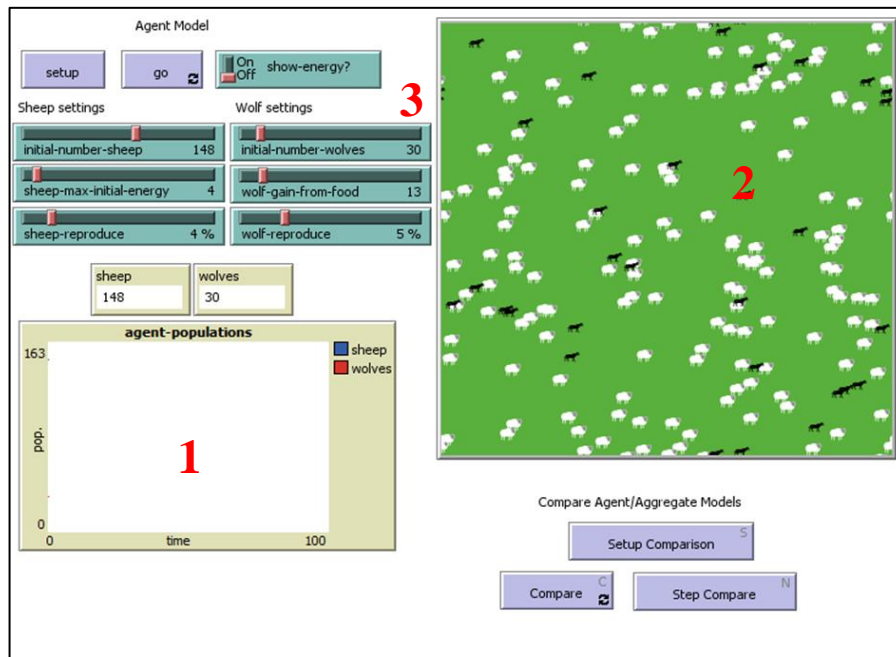 Agent Model
setup
go
On
Off
show-energy?
3
Sheep settings
Wolf settings
initial-number-sheep 148
initial-number-wolves 30
sheep-max-initial-energy 4
wolf-gain-from-food 13
sheep-reproduce 4 %
wolf-reproduce 5 %
2
sheep
148
wolves
30
agent-populations
163
pop.
0
0
time
100
sheep
wolves
1
Compare Agent/Aggregate Models
Setup Comparison S
Compare C
Step Compare N